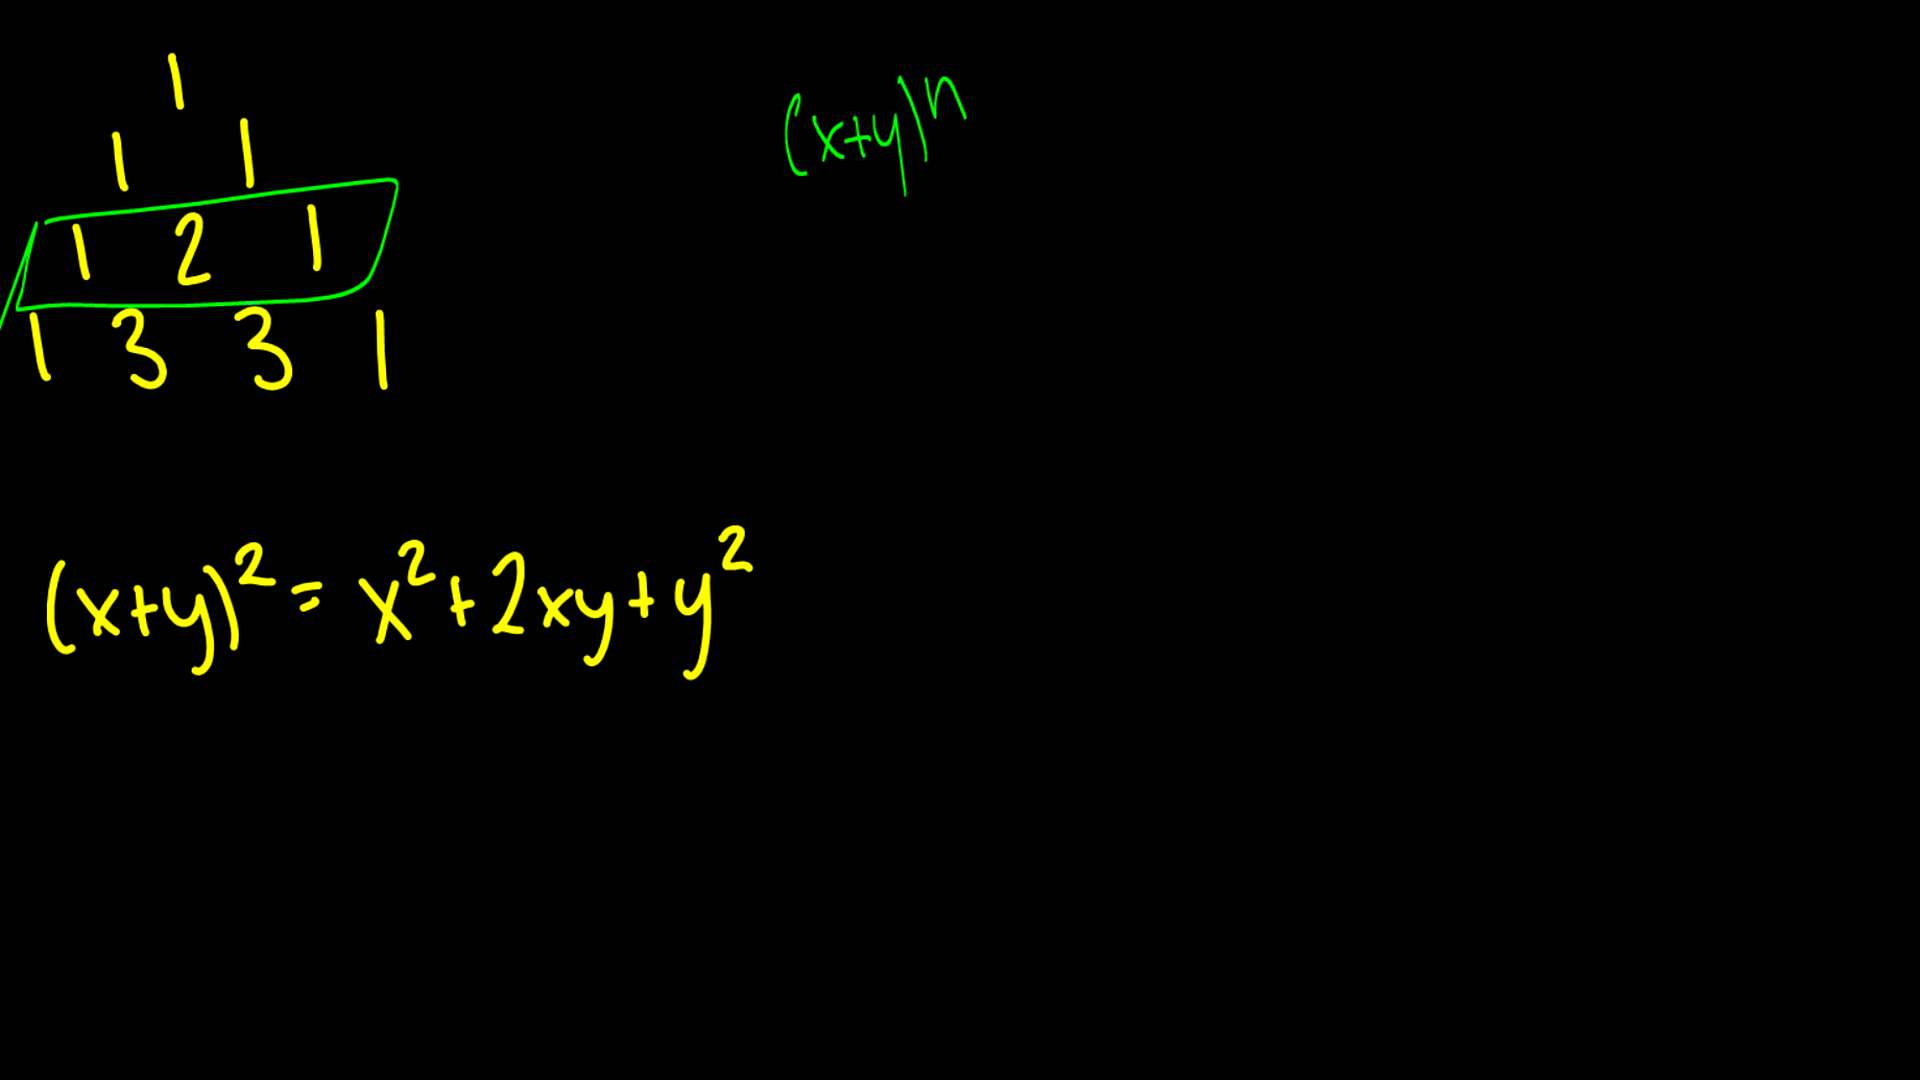 1
1 1
1 2 1
1 3 3 1
(x+y)^n
(x+y)² = x² + 2xy + y²